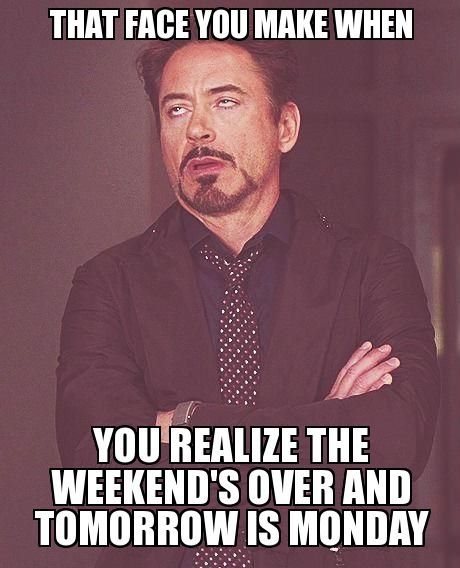 THAT FACE YOU MAKE WHEN
YOU REALIZE THE
WEEKEND'S OVER AND
TOMORROW IS MONDAY